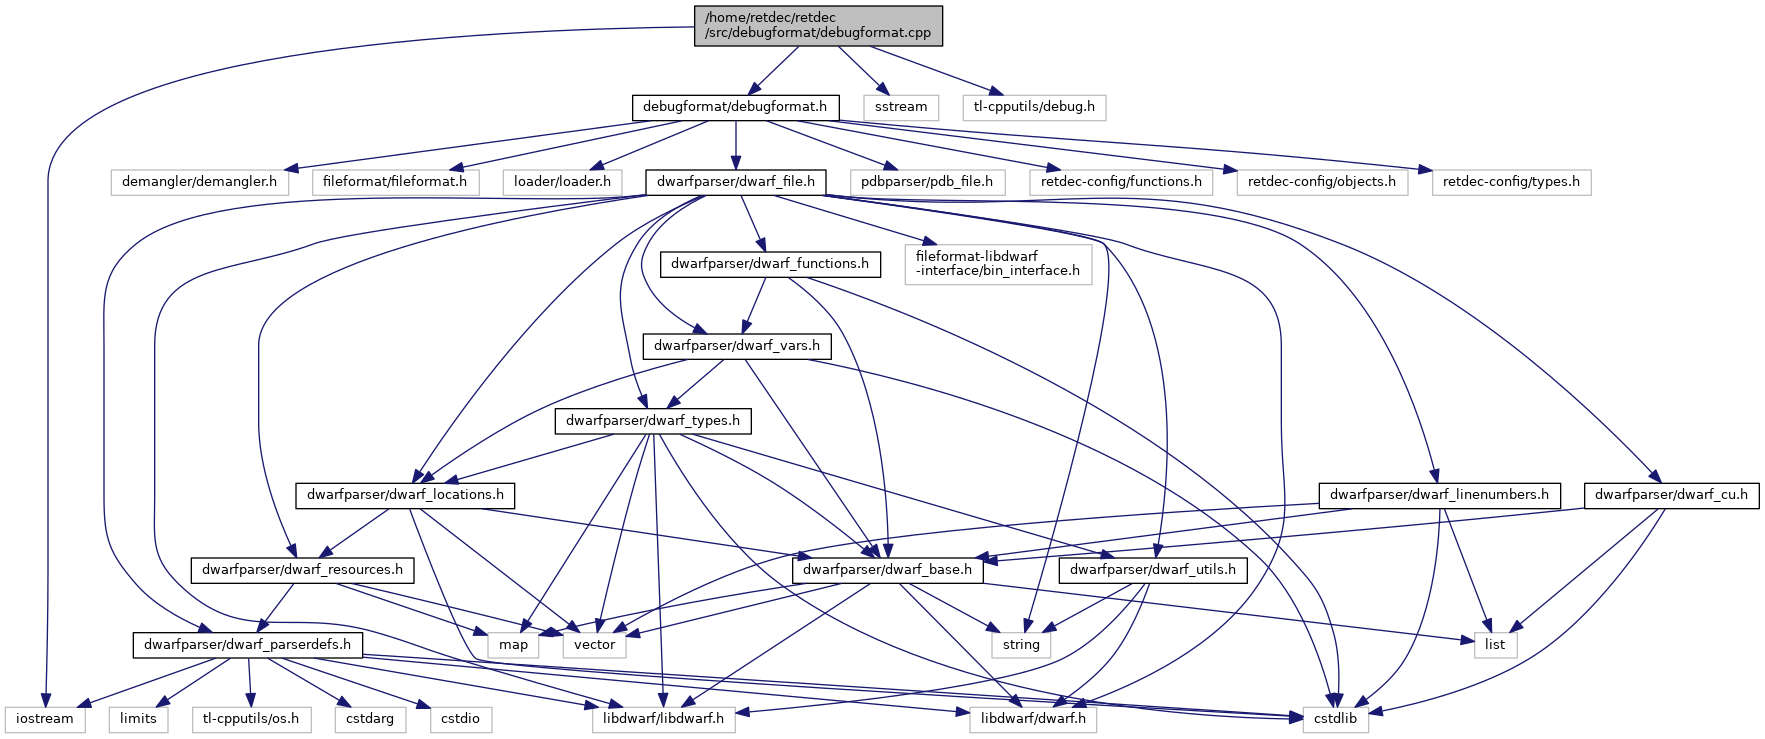 /home/retdec/retdec
/src/debugformat/debugformat.cpp
debugformat/debugformat.h
sstream
tl-cpputils/debug.h
demangler/demangler.h
fileformat/fileformat.h
loader/loader.h
dwarfparser/dwarf_file.h
pdbparser/pdb_file.h
retdec-config/functions.h
retdec-config/objects.h
retdec-config/types.h
dwarfparser/dwarf_functions.h
fileformat-libdwarf
-interface/bin_interface.h
dwarfparser/dwarf_vars.h
dwarfparser/dwarf_types.h
dwarfparser/dwarf_locations.h
dwarfparser/dwarf_linenumbers.h
dwarfparser/dwarf_cu.h
dwarfparser/dwarf_resources.h
dwarfparser/dwarf_base.h
dwarfparser/dwarf_utils.h
dwarfparser/dwarf_parserdefs.h
map
vector
string
list
iostream
limits
tl-cpputils/os.h
cstdarg
cstdio
libdwarf/libdwarf.h
libdwarf/dwarf.h
cstdlib